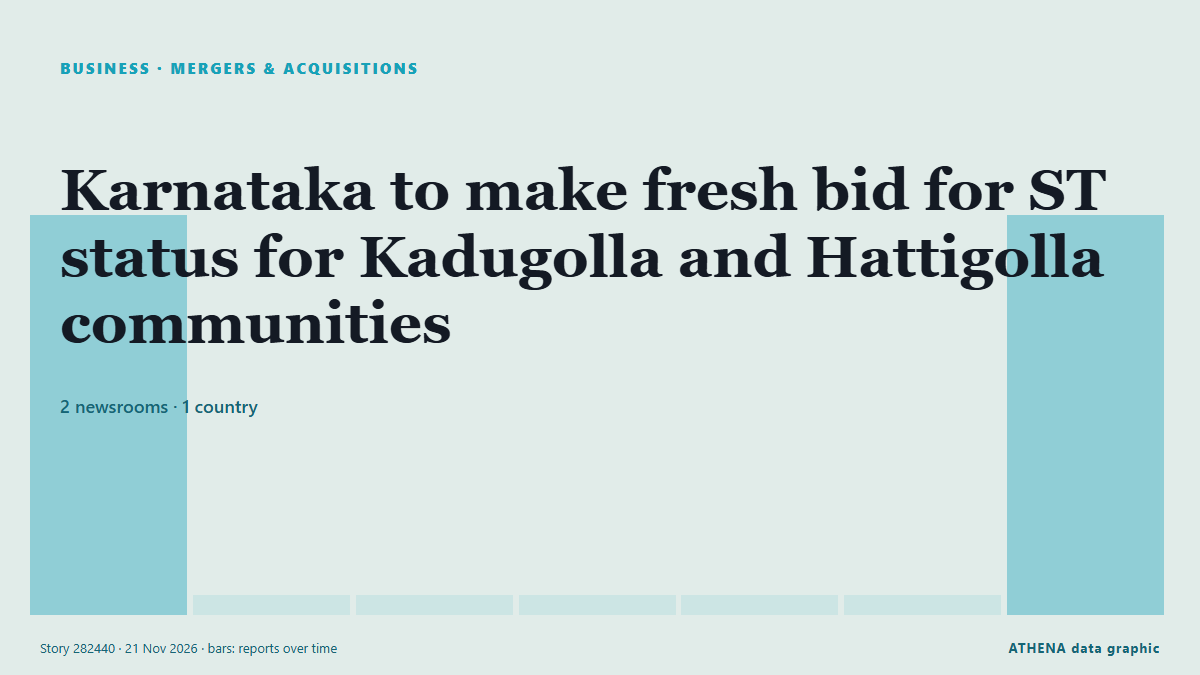 BUSINESS · MERGERS & ACQUISITIONS
Karnataka to make fresh bid for ST
status for Kadugolla and Hattigolla
communities
2 newsrooms · 1 country
Story 282440 · 21 Nov 2026 · bars: reports over time
ATHENA data graphic